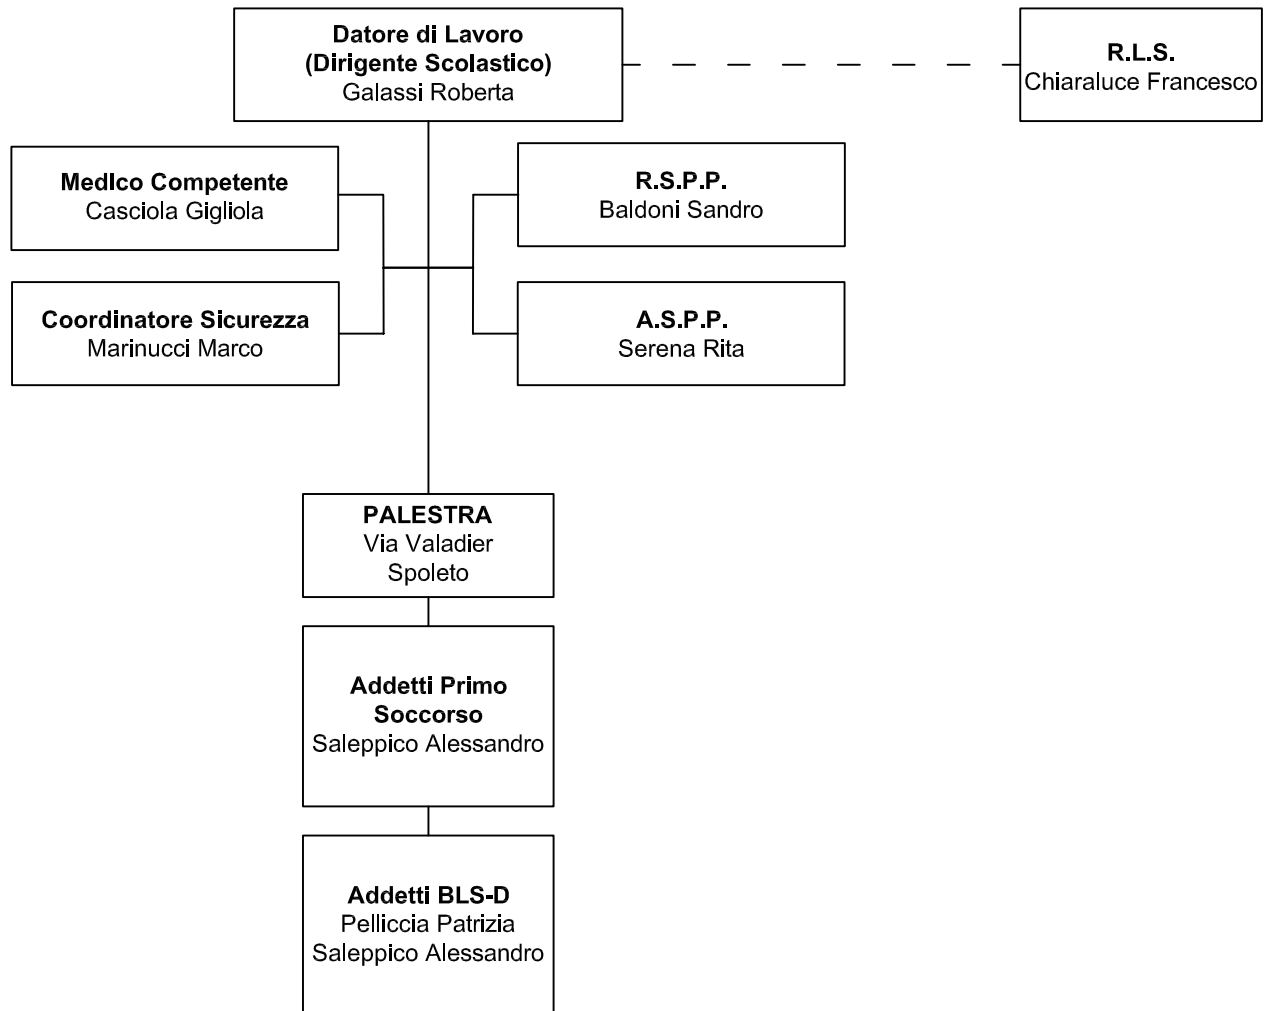 Datore di Lavoro
(Dirigente Scolastico)
Galassi Roberta
R.L.S.
Chiaraluce Francesco
MedIco Competente
Casciola Gigliola
R.S.P.P.
Baldoni Sandro
Coordinatore Sicurezza
Marinucci Marco
A.S.P.P.
Serena Rita
PALESTRA
Via Valadier
Spoleto
Addetti Primo
Soccorso
Saleppico Alessandro
Addetti BLS-D
Pelliccia Patrizia
Saleppico Alessandro